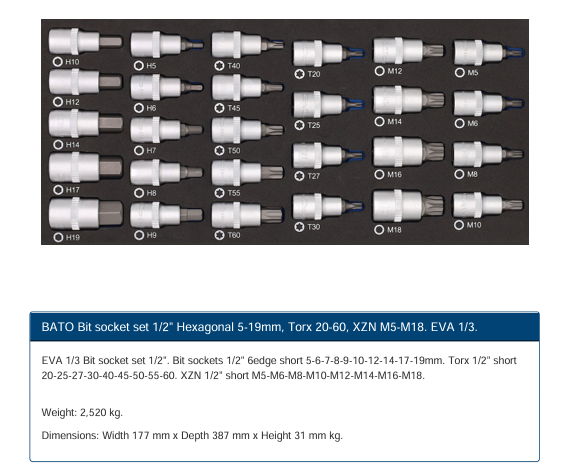 H10 H5 T40 T20 M12 M5
H12 H6 T45 T25 M14 M6
H14 H7 T50 T27 M16 M8
H17 H8 T55 T30 M18 M10
H19 H9 T60
BATO Bit socket set 1/2" Hexagonal 5-19mm, Torx 20-60, XZN M5-M18. EVA 1/3.
EVA 1/3 Bit socket set 1/2". Bit sockets 1/2" 6edge short 5-6-7-8-9-10-12-14-17-19mm. Torx 1/2" short
20-25-27-30-40-45-50-55-60. XZN 1/2" short M5-M6-M8-M10-M12-M14-M16-M18.
Weight: 2,520 kg.
Dimensions: Width 177 mm x Depth 387 mm x Height 31 mm kg.